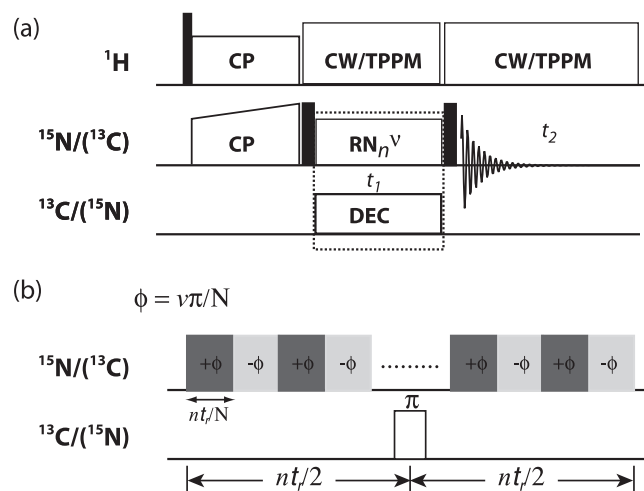 (a)
¹H CP CW/TPPM CW/TPPM
¹⁵N/(¹³C) CP RNₙᵛ t₂
t₁
¹³C/(¹⁵N) DEC
(b)
ϕ = νπ/N
¹⁵N/(¹³C) +ϕ -ϕ +ϕ -ϕ ········· +ϕ -ϕ +ϕ -ϕ
ntᵣ/N π
¹³C/(¹⁵N)
ntᵣ/2 ntᵣ/2